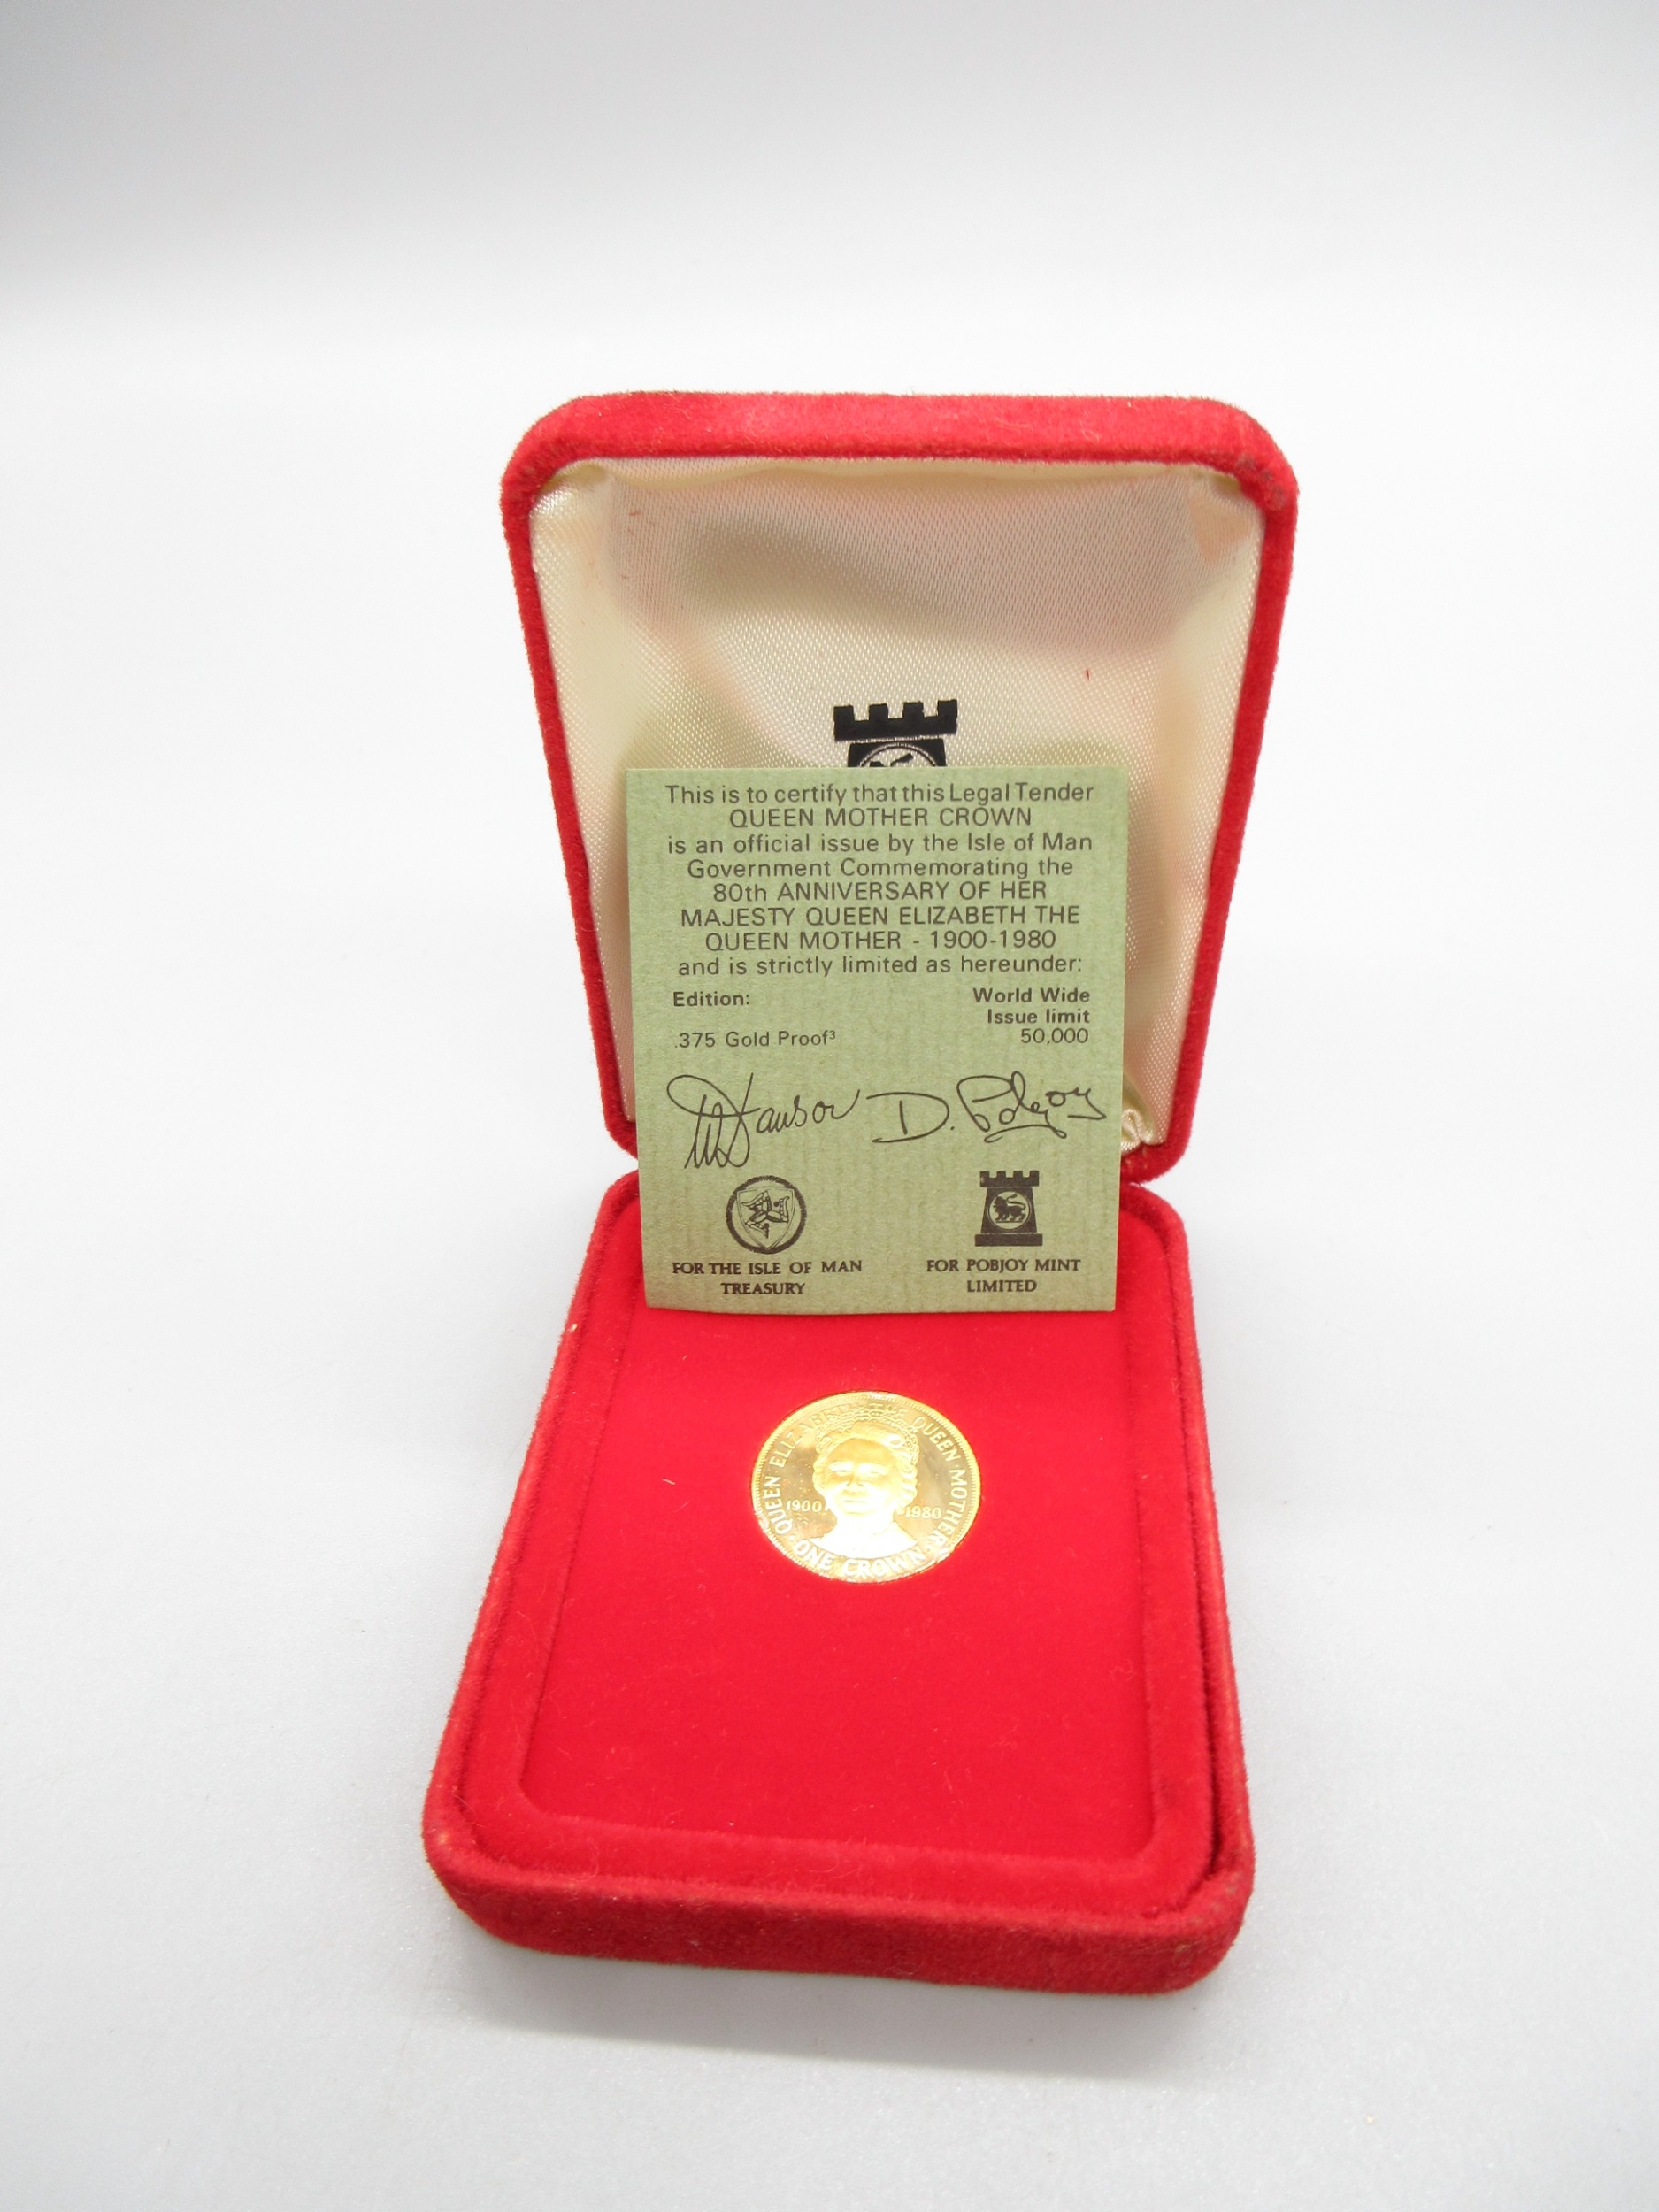 This is to certify that this Legal Tender
QUEEN MOTHER CROWN
is an official issue by the Isle of Man
Government Commemorating the
80th ANNIVERSARY OF HER
MAJESTY QUEEN ELIZABETH THE
QUEEN MOTHER - 1900-1980
and is strictly limited as hereunder:
Edition: World Wide
Issue limit
.375 Gold Proof³ 50,000
D. Pobjoy
FOR THE ISLE OF MAN
TREASURY
FOR POBJOY MINT
LIMITED
QUEEN ELIZABETH THE QUEEN MOTHER
1900 1980
ONE CROWN